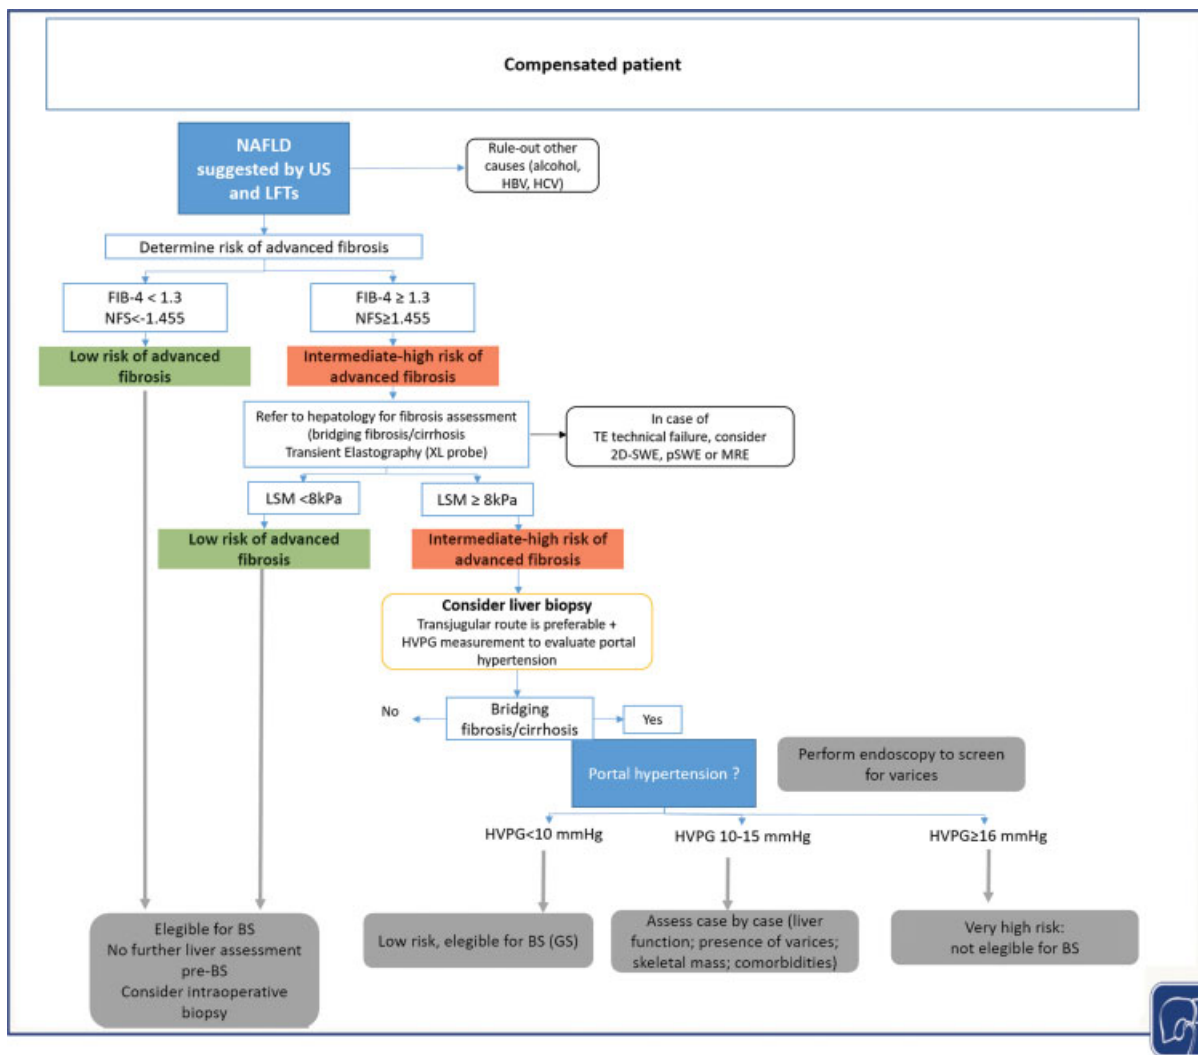 Compensated patient
NAFLD
suggested by US
and LFTs
Rule-out other
causes (alcohol,
HBV, HCV)
Determine risk of advanced fibrosis
FIB-4 < 1.3
NFS<-1.455
FIB-4 ≥ 1.3
NFS≥1.455
Low risk of advanced
fibrosis
Intermediate-high risk of
advanced fibrosis
Refer to hepatology for fibrosis assessment
(bridging fibrosis/cirrhosis
Transient Elastography (XL probe)
In case of
TE technical failure, consider
2D-SWE, pSWE or MRE
LSM <8kPa
LSM ≥ 8kPa
Low risk of advanced
fibrosis
Intermediate-high risk of
advanced fibrosis
Consider liver biopsy
Transjugular route is preferable +
HVPG measurement to evaluate portal
hypertension
No
Bridging
fibrosis/cirrhosis
Yes
Portal hypertension ?
Perform endoscopy to screen
for varices
HVPG<10 mmHg
HVPG 10-15 mmHg
HVPG≥16 mmHg
Elegible for BS
No further liver assessment
pre-BS
Consider intraoperative
biopsy
Low risk, elegible for BS (GS)
Assess case by case (liver
function; presence of varices;
skeletal mass; comorbidities)
Very high risk:
not elegible for BS